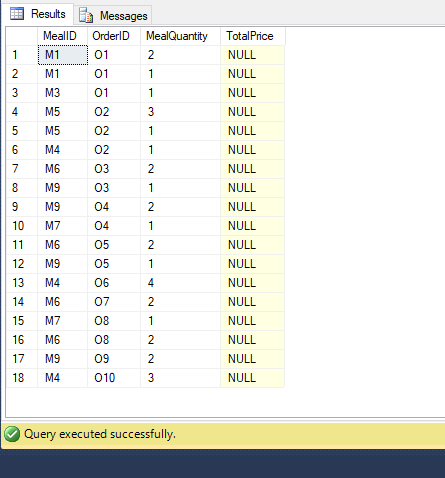 Results Messages
MealID OrderID MealQuantity TotalPrice
1 M1 O1 2 NULL
2 M1 O1 1 NULL
3 M3 O1 1 NULL
4 M5 O2 3 NULL
5 M5 O2 1 NULL
6 M4 O2 1 NULL
7 M6 O3 2 NULL
8 M9 O3 1 NULL
9 M9 O4 2 NULL
10 M7 O4 1 NULL
11 M6 O5 2 NULL
12 M9 O5 1 NULL
13 M4 O6 4 NULL
14 M6 O7 2 NULL
15 M7 O8 1 NULL
16 M6 O8 2 NULL
17 M9 O9 2 NULL
18 M4 O10 3 NULL
Query executed successfully.